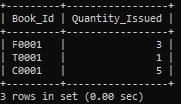 +---------+-----------------+
| Book_Id | Quantity_Issued |
+---------+-----------------+
| F0001   |               3 |
| T0001   |               1 |
| C0001   |               5 |
+---------+-----------------+
3 rows in set (0.00 sec)